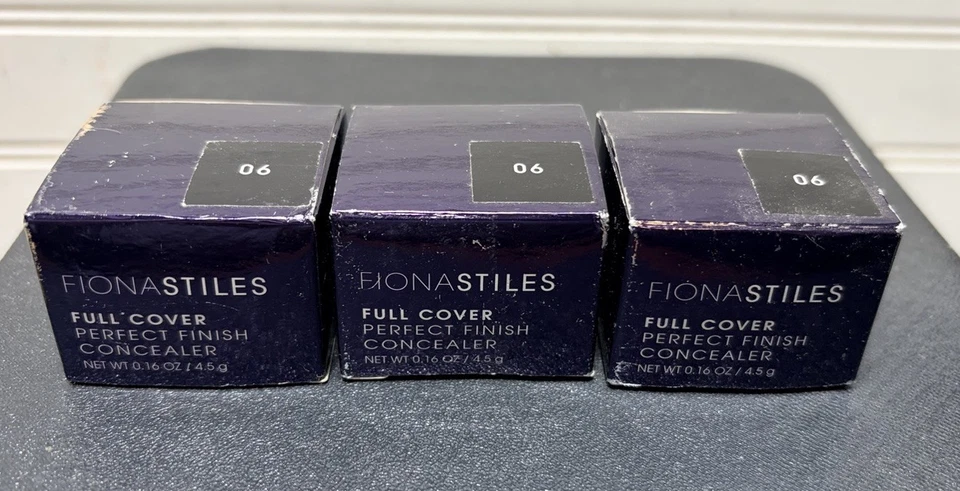 06
FIONASTILES
FULL COVER
PERFECT FINISH
CONCEALER
NET WT 0.16 OZ / 4.5 g
06
FIONASTILES
FULL COVER
PERFECT FINISH
CONCEALER
NET WT 0.16 OZ / 4.5 g
06
FIONASTILES
FULL COVER
PERFECT FINISH
CONCEALER
NET WT 0.16 OZ / 4.5 g